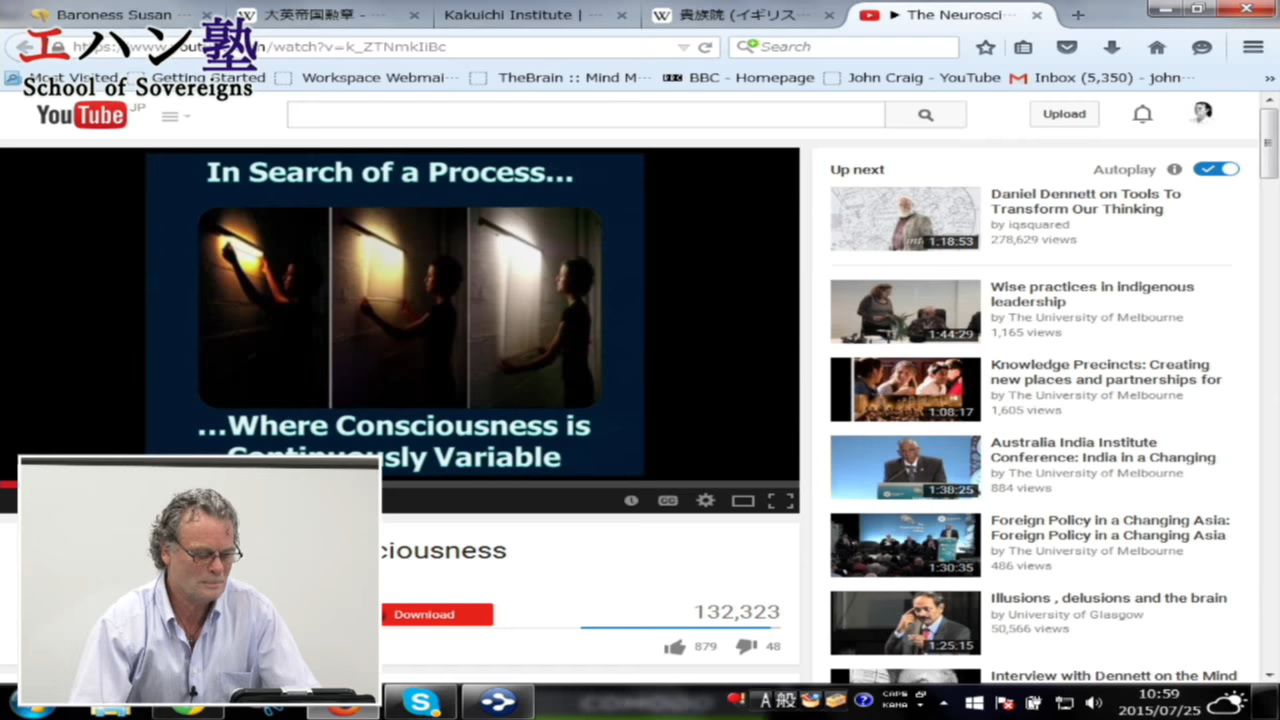 Baroness Susan
大英帝国勲章 -
Kakuichi Institute |
貴族院 (イギリス
▶ The Neurosci
エハン塾
School of Sovereigns
/watch?v=k_ZTNmkIiBc
Search
Most Visited
Getting Started
Workspace Webmai
TheBrain :: Mind M
BBC - Homepage
John Craig - YouTube
Inbox (5,350) - john
YouTube JP
Upload
In Search of a Process...
...Where Consciousness is
Continuously Variable
CC
ciousness
Download
132,323
879
48
Up next
Autoplay
Daniel Dennett on Tools To
Transform Our Thinking
by iqsquared
278,629 views
1:18:53
Wise practices in indigenous
leadership
by The University of Melbourne
1,165 views
1:44:29
Knowledge Precincts: Creating
new places and partnerships for
by The University of Melbourne
1,605 views
1:08:17
Australia India Institute
Conference: India in a Changing
by The University of Melbourne
884 views
1:38:25
Foreign Policy in a Changing Asia:
Foreign Policy in a Changing Asia
by The University of Melbourne
486 views
1:30:35
Illusions , delusions and the brain
by University of Glasgow
50,566 views
1:25:15
Interview with Dennett on the Mind
A 般
CAPS
KANA
10:59
2015/07/25